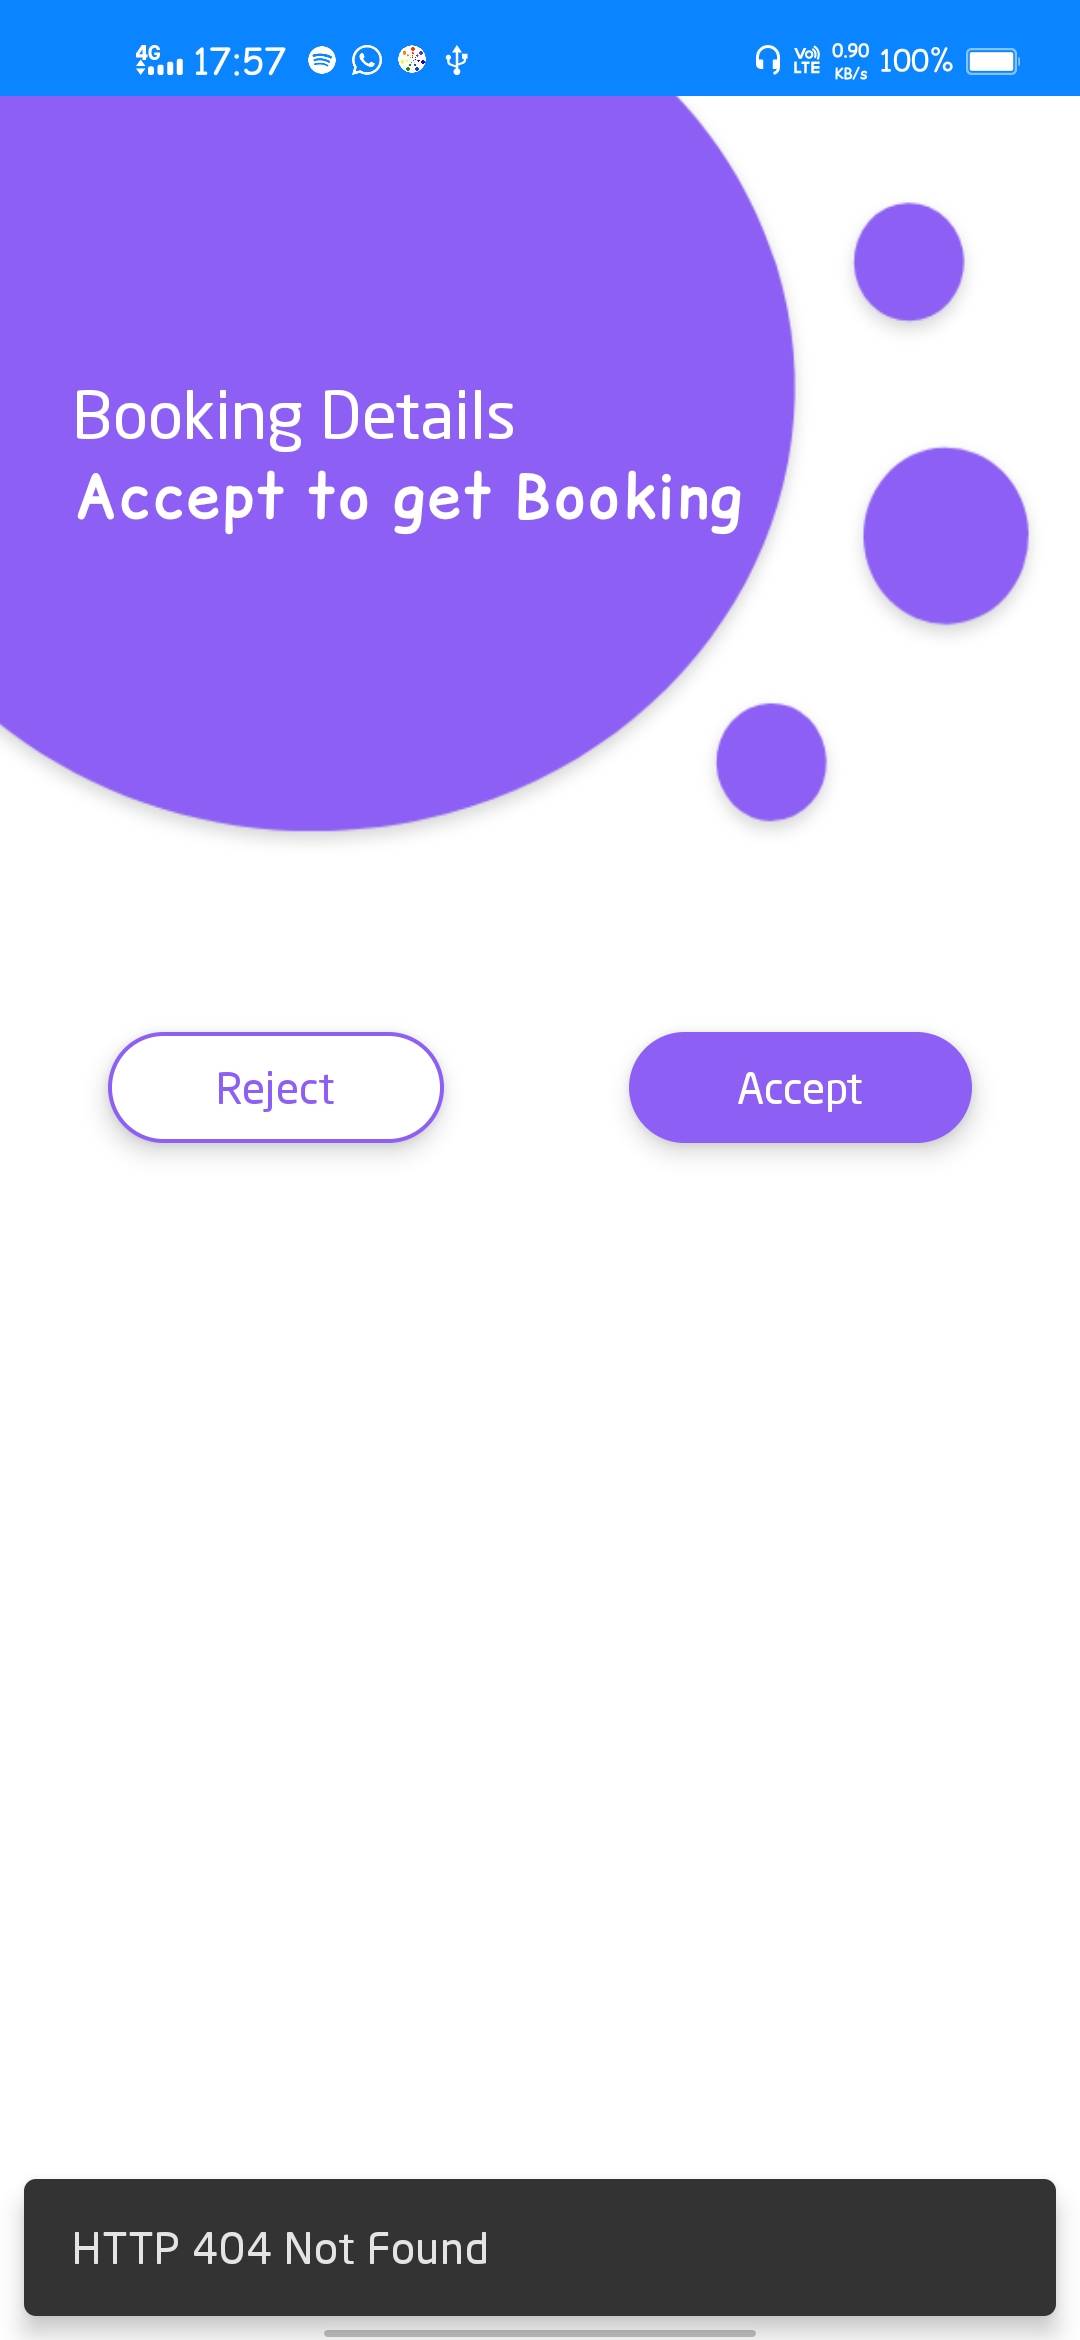 4G 17:57 Vo) LTE 0.90 KB/s 100%
Booking Details
Accept to get Booking
Reject Accept
HTTP 404 Not Found